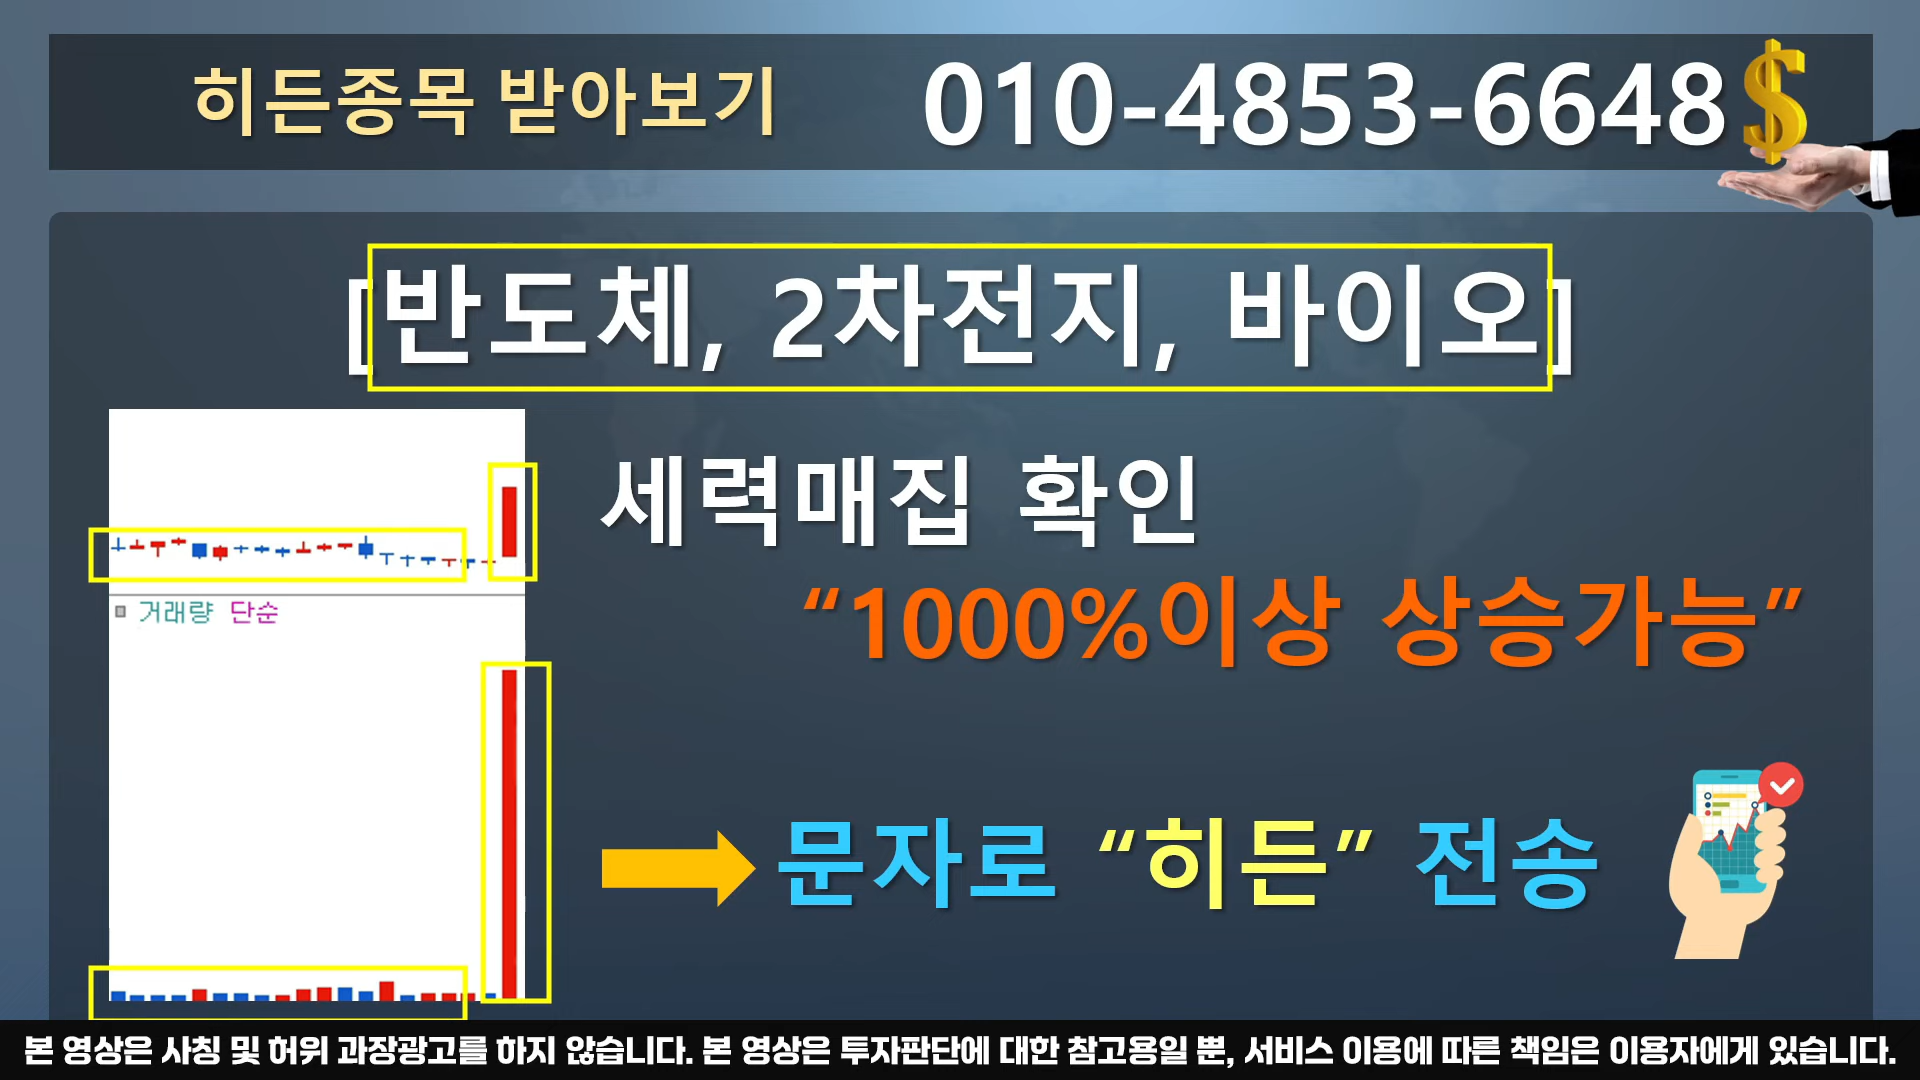 히든종목 받아보기 010-4853-6648
[반도체, 2차전지, 바이오]
세력매집 확인
“1000%이상 상승가능”
거래량 단순
문자로 “히든” 전송
본 영상은 사칭 및 허위 과장광고를 하지 않습니다. 본 영상은 투자판단에 대한 참고용일 뿐, 서비스 이용에 따른 책임은 이용자에게 있습니다.